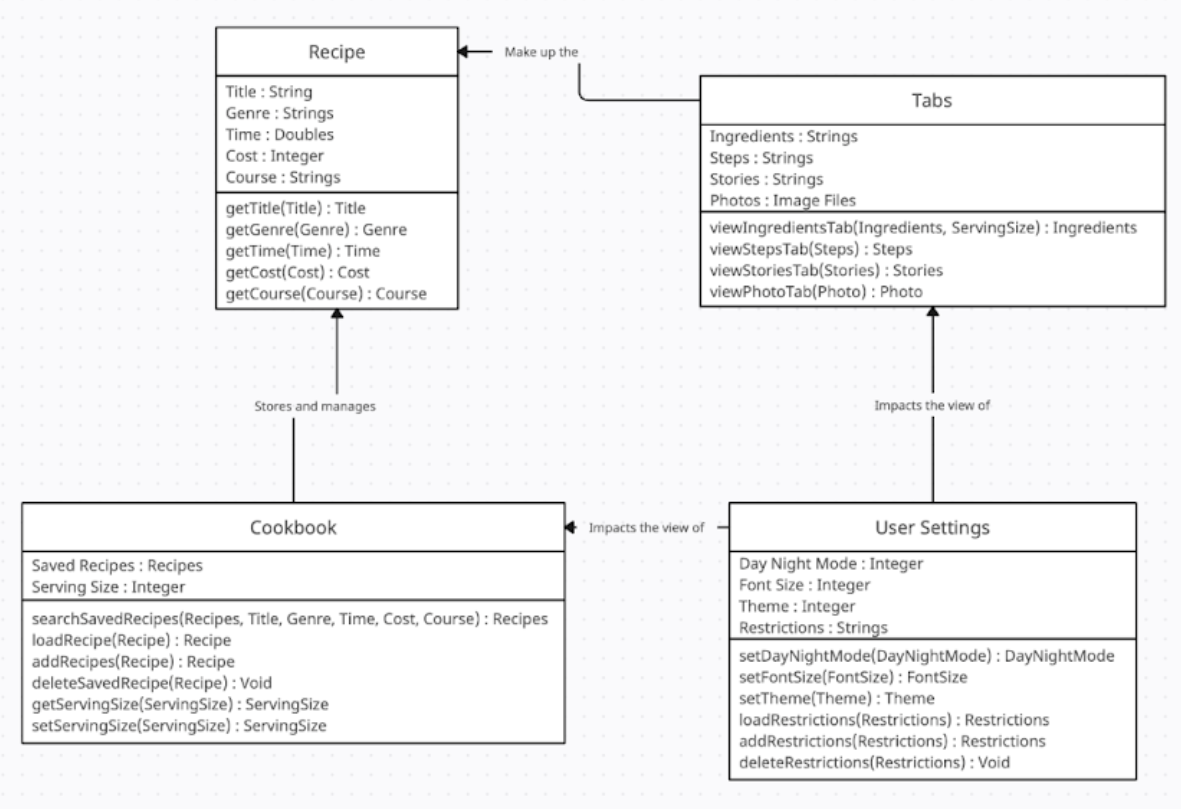 Recipe
Title : String
Genre : Strings
Time : Doubles
Cost : Integer
Course : Strings
getTitle(Title) : Title
getGenre(Genre) : Genre
getTime(Time) : Time
getCost(Cost) : Cost
getCourse(Course) : Course
Make up the
Tabs
Ingredients : Strings
Steps : Strings
Stories : Strings
Photos : Image Files
viewIngredientsTab(Ingredients, ServingSize) : Ingredients
viewStepsTab(Steps) : Steps
viewStoriesTab(Stories) : Stories
viewPhotoTab(Photo) : Photo
Stores and manages
Impacts the view of
Cookbook
Saved Recipes : Recipes
Serving Size : Integer
searchSavedRecipes(Recipes, Title, Genre, Time, Cost, Course) : Recipes
loadRecipe(Recipe) : Recipe
addRecipes(Recipe) : Recipe
deleteSavedRecipe(Recipe) : Void
getServingSize(ServingSize) : ServingSize
setServingSize(ServingSize) : ServingSize
Impacts the view of
User Settings
Day Night Mode : Integer
Font Size : Integer
Theme : Integer
Restrictions : Strings
setDayNightMode(DayNightMode) : DayNightMode
setFontSize(FontSize) : FontSize
setTheme(Theme) : Theme
loadRestrictions(Restrictions) : Restrictions
addRestrictions(Restrictions) : Restrictions
deleteRestrictions(Restrictions) : Void